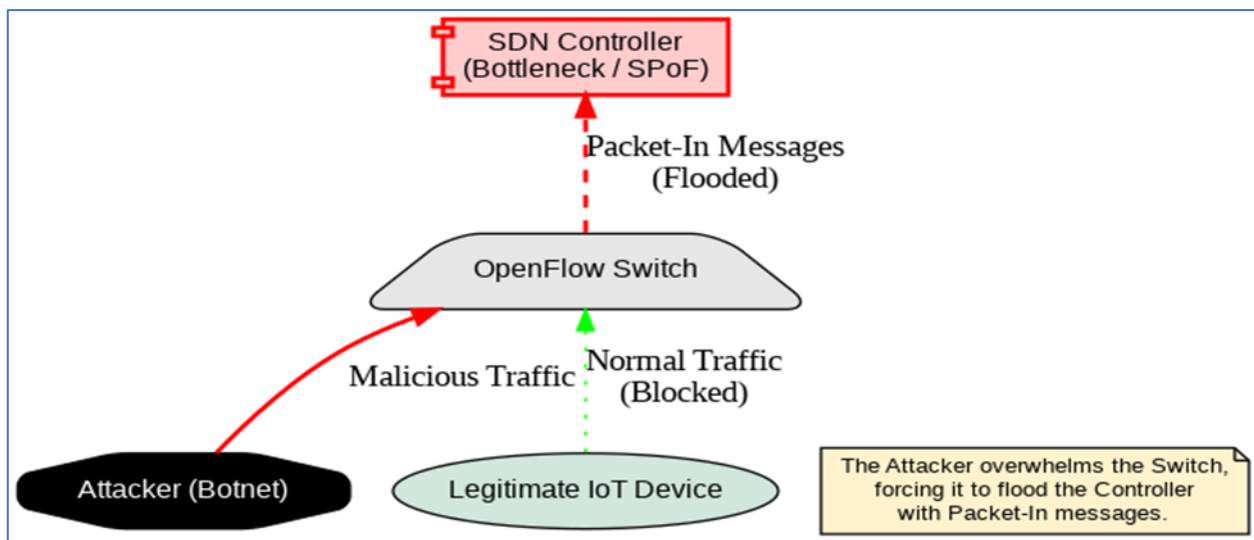 SDN Controller
(Bottleneck / SPoF)
Packet-In Messages
(Flooded)
OpenFlow Switch
Malicious Traffic
Normal Traffic
(Blocked)
Attacker (Botnet)
Legitimate IoT Device
The Attacker overwhelms the Switch,
forcing it to flood the Controller
with Packet-In messages.